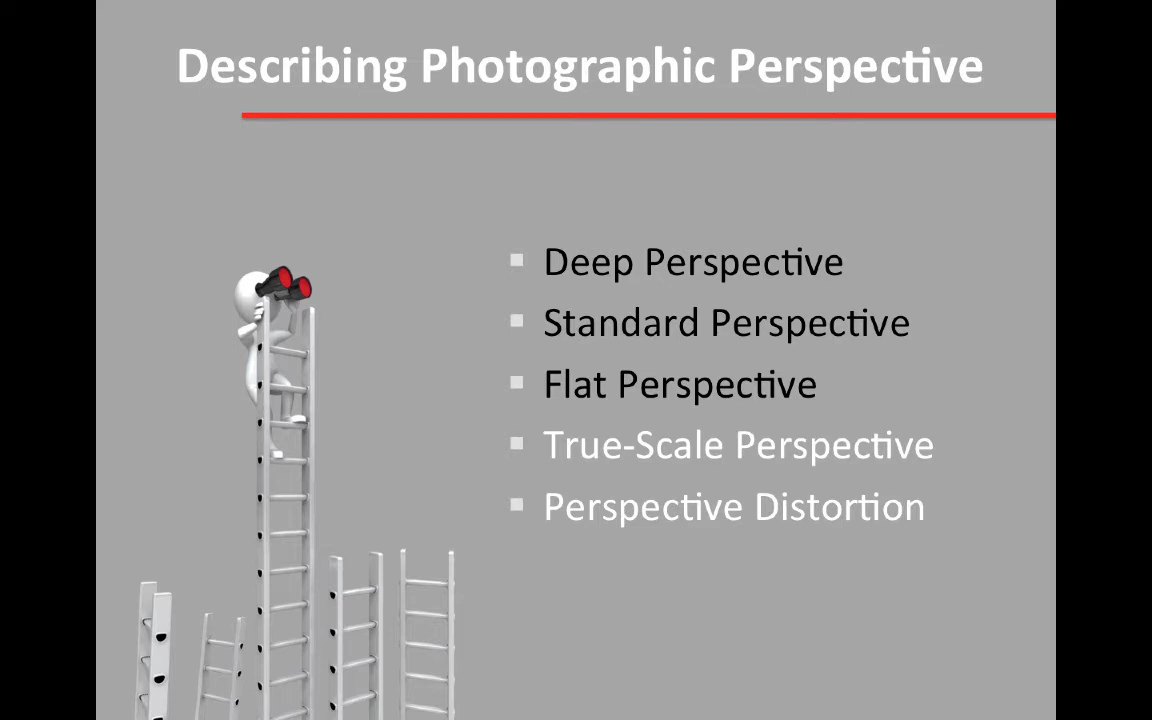 Describing Photographic Perspective
Deep Perspective
Standard Perspective
Flat Perspective
True-Scale Perspective
Perspective Distortion